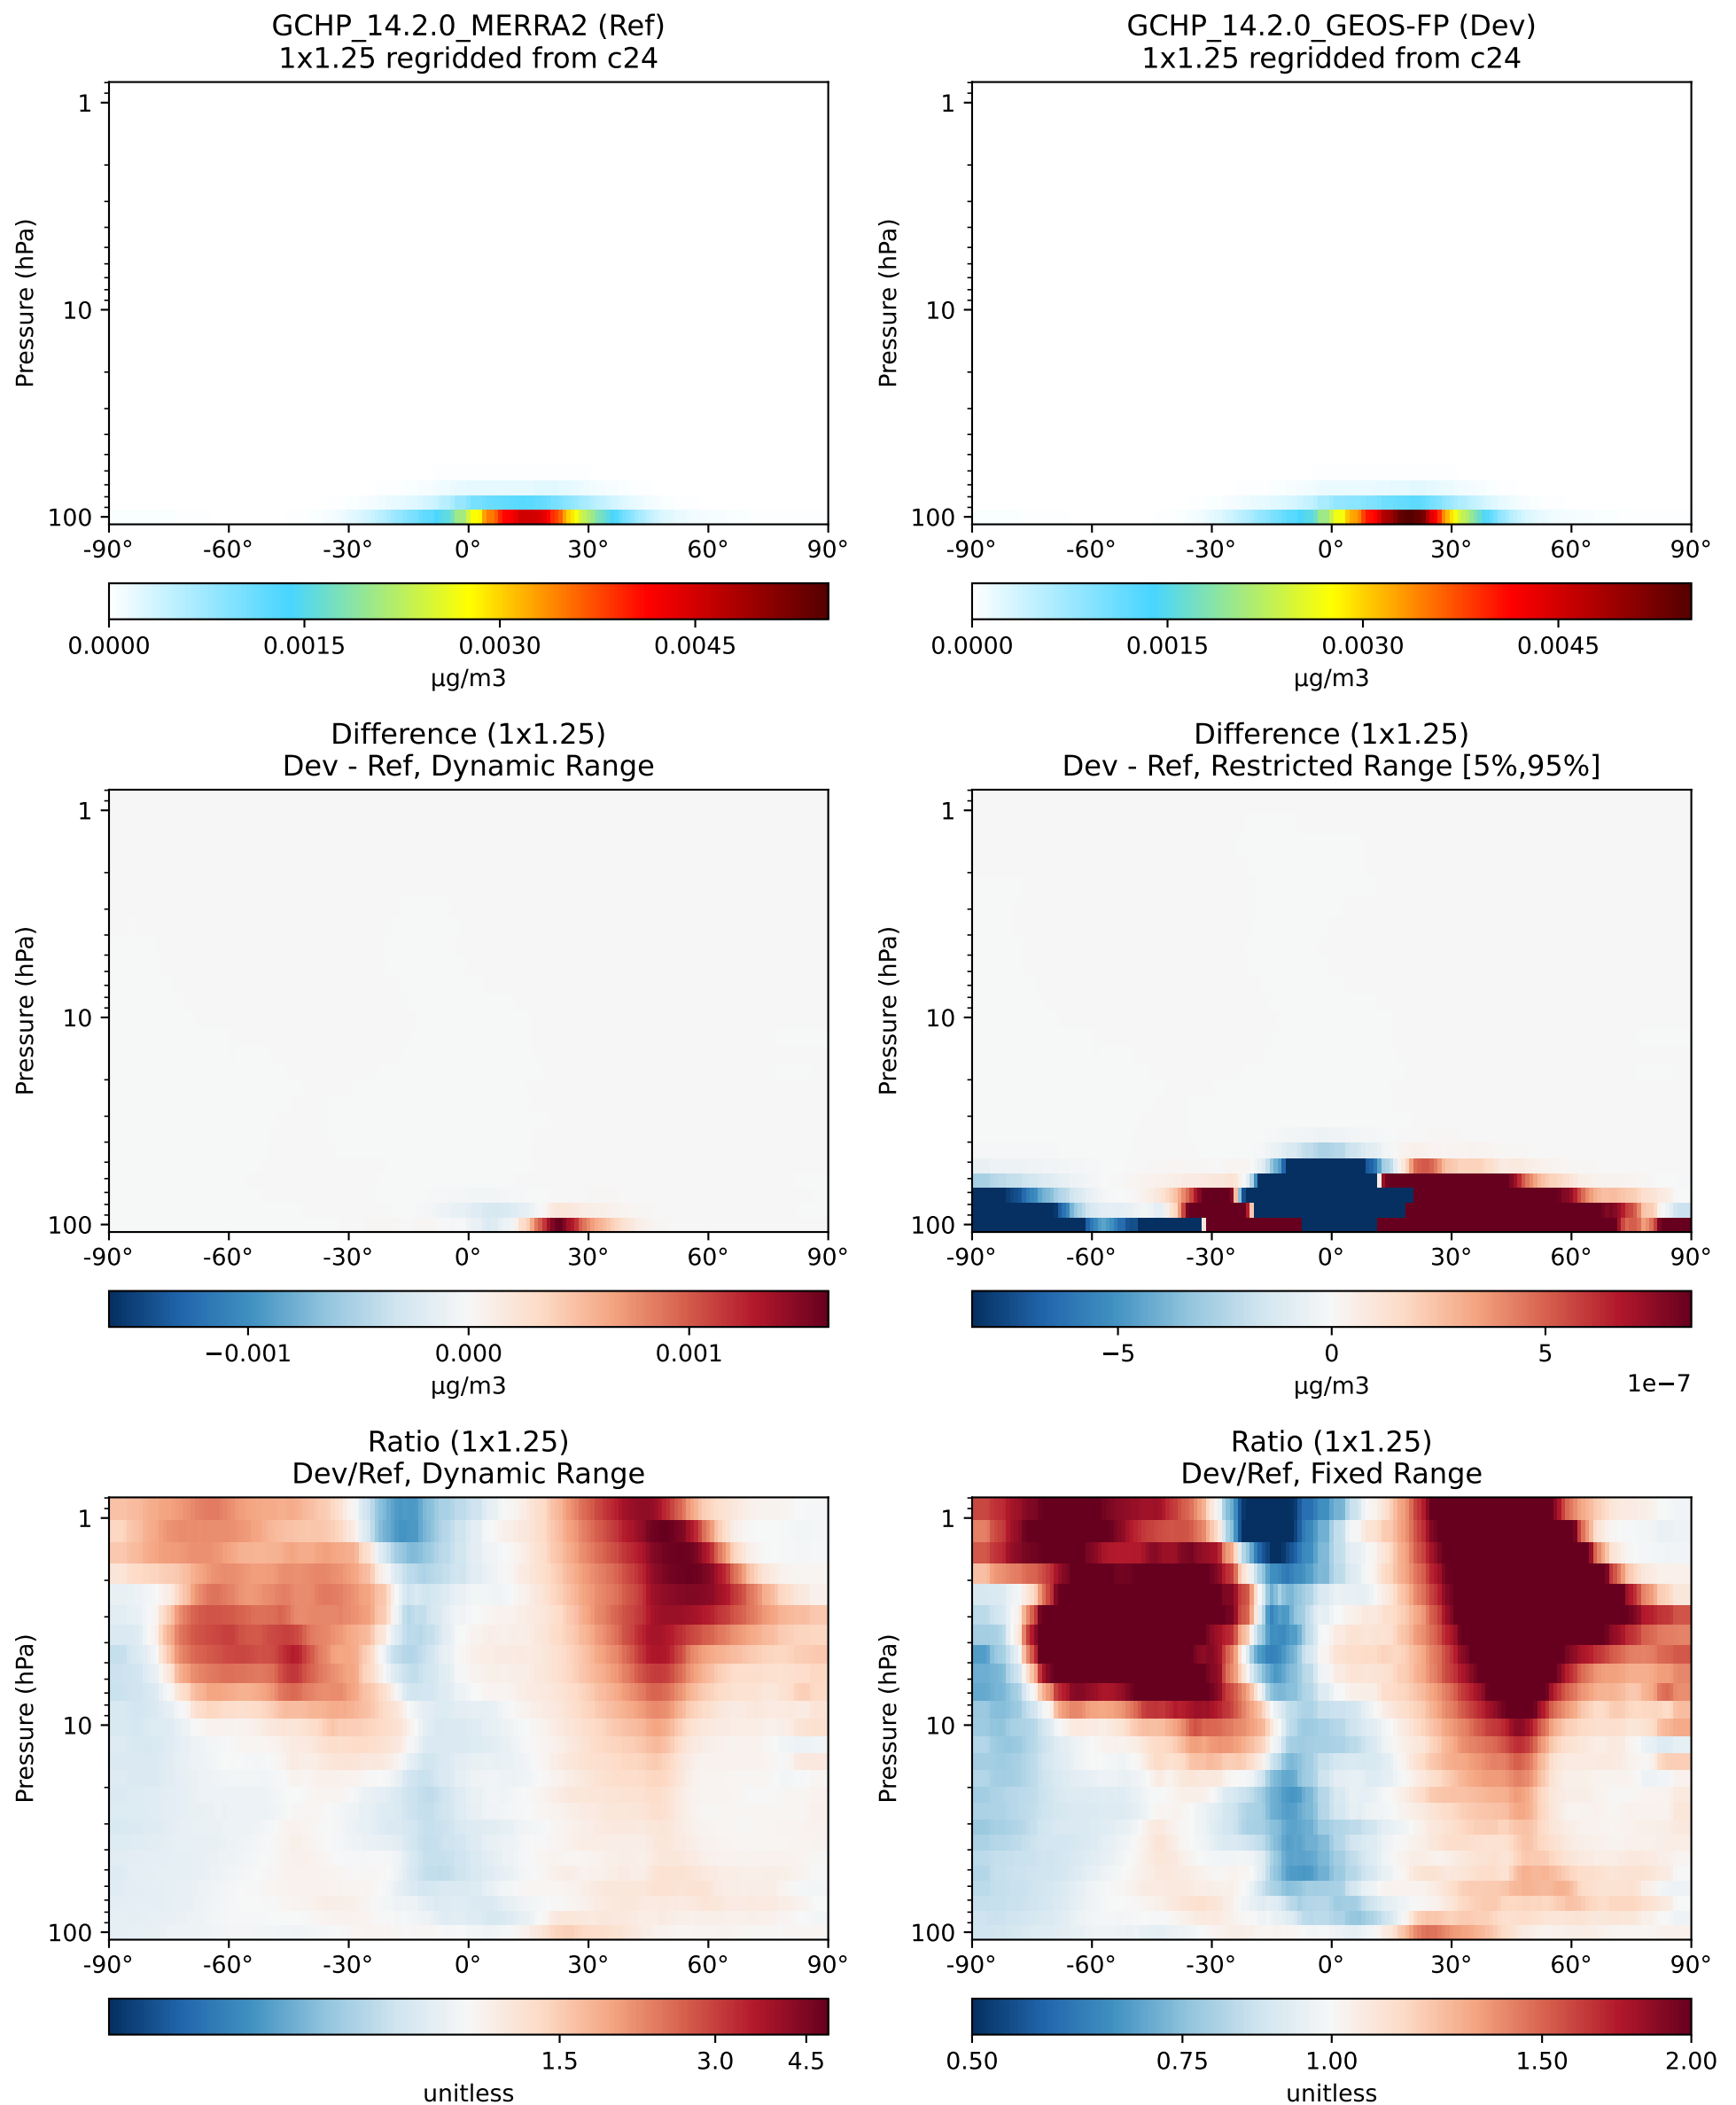 GCHP_14.2.0_MERRA2 (Ref)
1x1.25 regridded from c24
Pressure (hPa)
1
10
100
-90° -60° -30° 0° 30° 60° 90°
0.0000 0.0015 0.0030 0.0045
µg/m3
GCHP_14.2.0_GEOS-FP (Dev)
1x1.25 regridded from c24
Pressure (hPa)
1
10
100
-90° -60° -30° 0° 30° 60° 90°
0.0000 0.0015 0.0030 0.0045
µg/m3
Difference (1x1.25)
Dev - Ref, Dynamic Range
Pressure (hPa)
1
10
100
-90° -60° -30° 0° 30° 60° 90°
−0.001 0.000 0.001
µg/m3
Difference (1x1.25)
Dev - Ref, Restricted Range [5%,95%]
Pressure (hPa)
1
10
100
-90° -60° -30° 0° 30° 60° 90°
−5 0 5
1e−7
µg/m3
Ratio (1x1.25)
Dev/Ref, Dynamic Range
Pressure (hPa)
1
10
100
-90° -60° -30° 0° 30° 60° 90°
1.5 3.0 4.5
unitless
Ratio (1x1.25)
Dev/Ref, Fixed Range
Pressure (hPa)
1
10
100
-90° -60° -30° 0° 30° 60° 90°
0.50 0.75 1.00 1.50 2.00
unitless